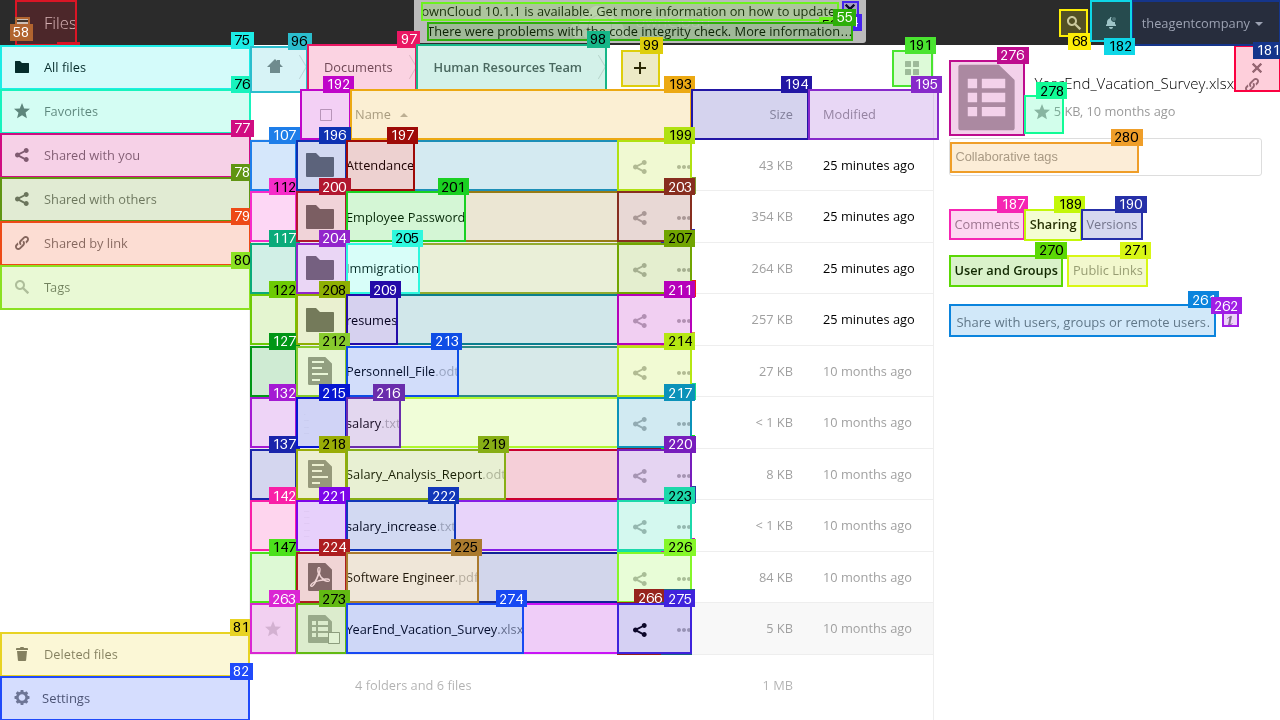 Files
ownCloud 10.1.1 is available. Get more information on how to update
There were problems with the code integrity check. More information…
theagentcompany
58
55
68
182
181
All files
75
Favorites
76
Shared with you
77
Shared with others
78
Shared by link
79
Tags
80
Deleted files
81
Settings
82
96
Documents
97
Human Resources Team
98
99
191
192
Name
193
Size
194
Modified
195
107
196
Attendance
197
199
43 KB
25 minutes ago
112
200
Employee Password
201
203
354 KB
25 minutes ago
117
204
Immigration
205
207
264 KB
25 minutes ago
122
208
resumes
209
211
257 KB
25 minutes ago
127
212
Personnell_File.odt
213
214
27 KB
10 months ago
132
215
salary.txt
216
217
< 1 KB
10 months ago
137
218
Salary_Analysis_Report.odt
219
220
8 KB
10 months ago
142
221
salary_increase.txt
222
223
< 1 KB
10 months ago
147
224
Software Engineer.pdf
225
226
84 KB
10 months ago
263
273
YearEnd_Vacation_Survey.xlsx
274
266
275
5 KB
10 months ago
4 folders and 6 files
1 MB
276
YearEnd_Vacation_Survey.xlsx
278
5 KB, 10 months ago
280
Collaborative tags
187
189
190
Comments
Sharing
Versions
270
271
User and Groups
Public Links
261
262
Share with users, groups or remote users.